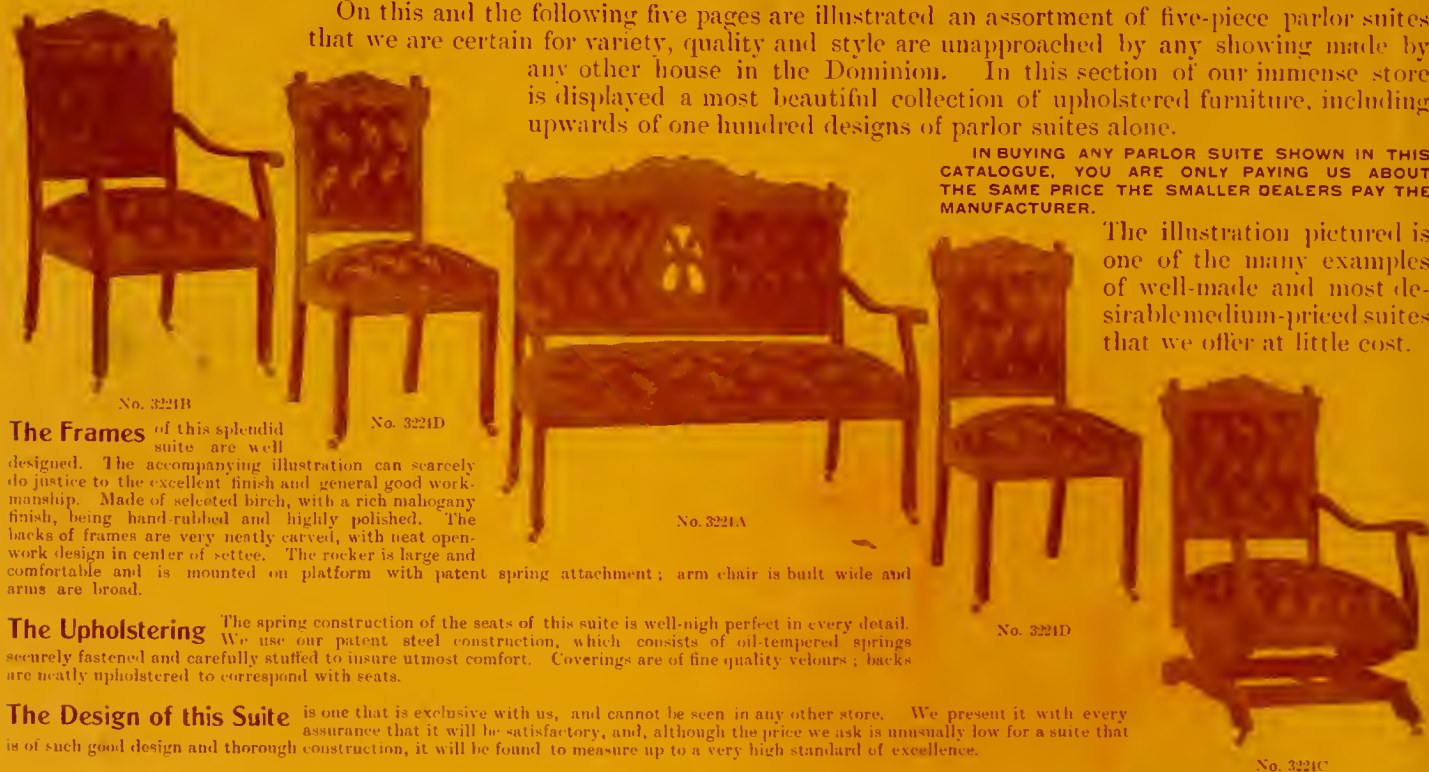 On this and the following five pages are illustrated an assortment of five-piece parlor suites
that we are certain for variety, quality and style are unapproached by any showing made by
any other house in the Dominion. In this section of our immense store
is displayed a most beautiful collection of upholstered furniture, including
upwards of one hundred designs of parlor suites alone.
IN BUYING ANY PARLOR SUITE SHOWN IN THIS
CATALOGUE, YOU ARE ONLY PAYING US ABOUT
THE SAME PRICE THE SMALLER DEALERS PAY THE
MANUFACTURER.
The illustration pictured is
one of the many examples
of well-made and most de-
sirable medium-priced suites
that we offer at little cost.
No. 3224B
No. 3224D
No. 3224A
No. 3224D
No. 3224C
The Frames of this splendid
suite are well
designed. The accompanying illustration can scarcely
do justice to the excellent finish and general good work-
manship. Made of selected birch, with a rich mahogany
finish, being hand-rubbed and highly polished. The
backs of frames are very neatly carved, with neat open-
work design in center of settee. The rocker is large and
comfortable and is mounted on platform with patent spring attachment; arm chair is built wide and
arms are broad.
The Upholstering The spring construction of the seats of this suite is well-nigh perfect in every detail.
We use our patent steel construction, which consists of oil-tempered springs
securely fastened and carefully stuffed to insure utmost comfort. Coverings are of fine quality velours; backs
are neatly upholstered to correspond with seats.
The Design of this Suite is one that is exclusive with us, and cannot be seen in any other store. We present it with every
assurance that it will be satisfactory, and, although the price we ask is unusually low for a suite that
is of such good design and thorough construction, it will be found to measure up to a very high standard of excellence.